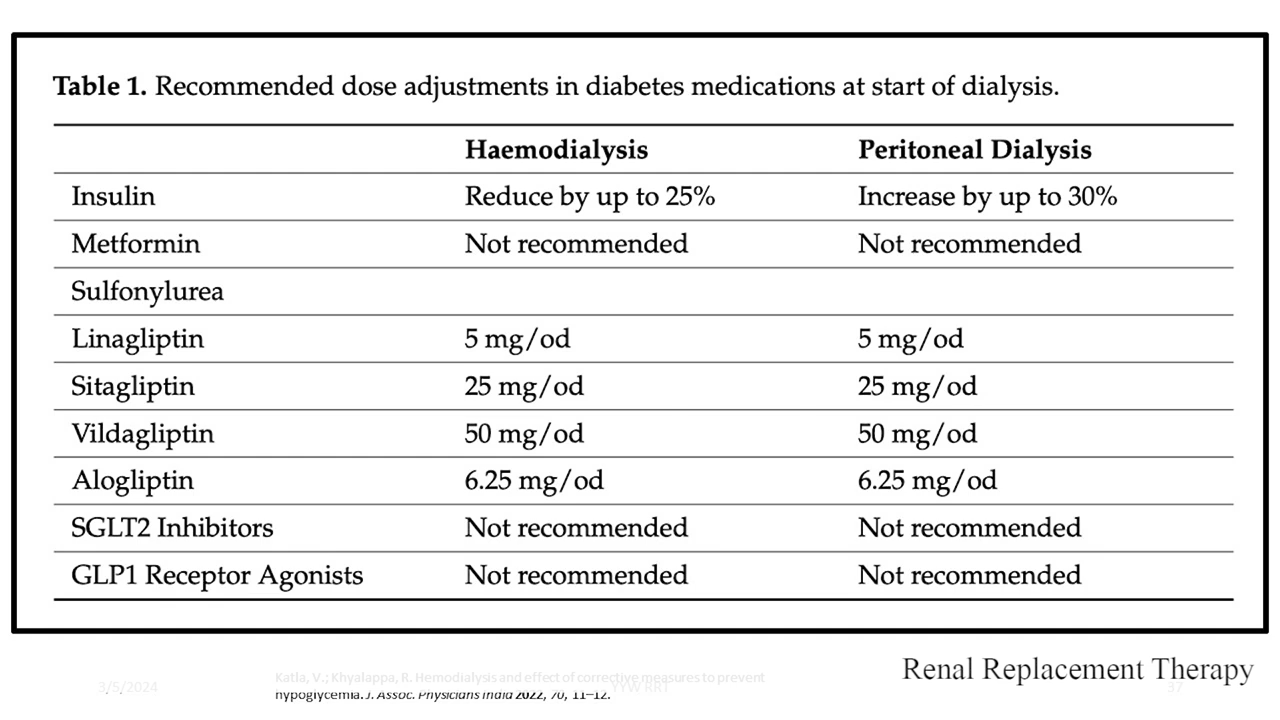 Table 1. Recommended dose adjustments in diabetes medications at start of dialysis.
Haemodialysis Peritoneal Dialysis
Insulin Reduce by up to 25% Increase by up to 30%
Metformin Not recommended Not recommended
Sulfonylurea
Linagliptin 5 mg/od 5 mg/od
Sitagliptin 25 mg/od 25 mg/od
Vildagliptin 50 mg/od 50 mg/od
Alogliptin 6.25 mg/od 6.25 mg/od
SGLT2 Inhibitors Not recommended Not recommended
GLP1 Receptor Agonists Not recommended Not recommended
Renal Replacement Therapy
Katla, V.; Khyalappa, R. Hemodialysis and effect of corrective measures to prevent
3/5/2024 YYW RRT 37
hypoglycemia. J. Assoc. Physicians India 2022, 70, 11–12.